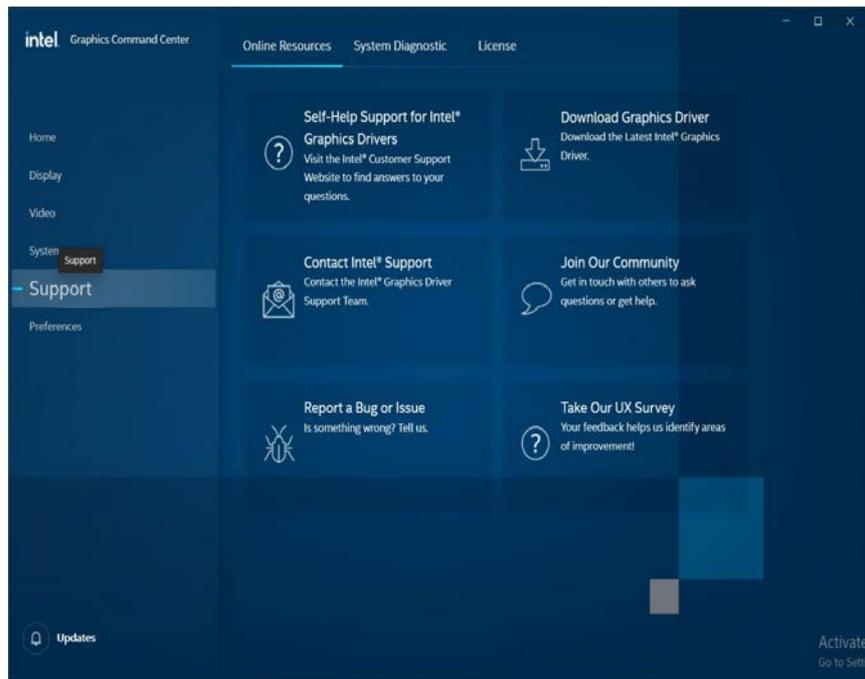 intel. Graphics Command Center
Online Resources System Diagnostic License
Home
Display
Video
System
Support
Support
Preferences
Self-Help Support for Intel®
Graphics Drivers
Visit the Intel® Customer Support
Website to find answers to your
questions.
Download Graphics Driver
Download the Latest Intel® Graphics
Driver.
Contact Intel® Support
Contact the Intel® Graphics Driver
Support Team.
Join Our Community
Get in touch with others to ask
questions or get help.
Report a Bug or Issue
Is something wrong? Tell us.
Take Our UX Survey
Your feedback helps us identify areas
of improvement!
Updates
Activate
Go to Setti